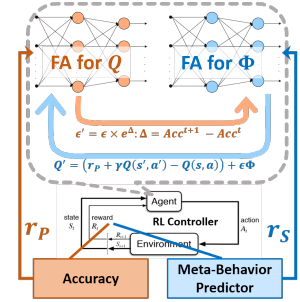 FA for Q
FA for Φ
ϵ' = ϵ × e^Δ; Δ = Acc^{t+1} − Acc^t
Q' = (r_P + γQ(s', a') − Q(s, a)) + ϵΦ
Agent
RL Controller
state
S_t
reward
R_t
action
A_t
R_{t+1}
S_{t+1}
Environment
r_P
r_S
Accuracy
Meta-Behavior
Predictor